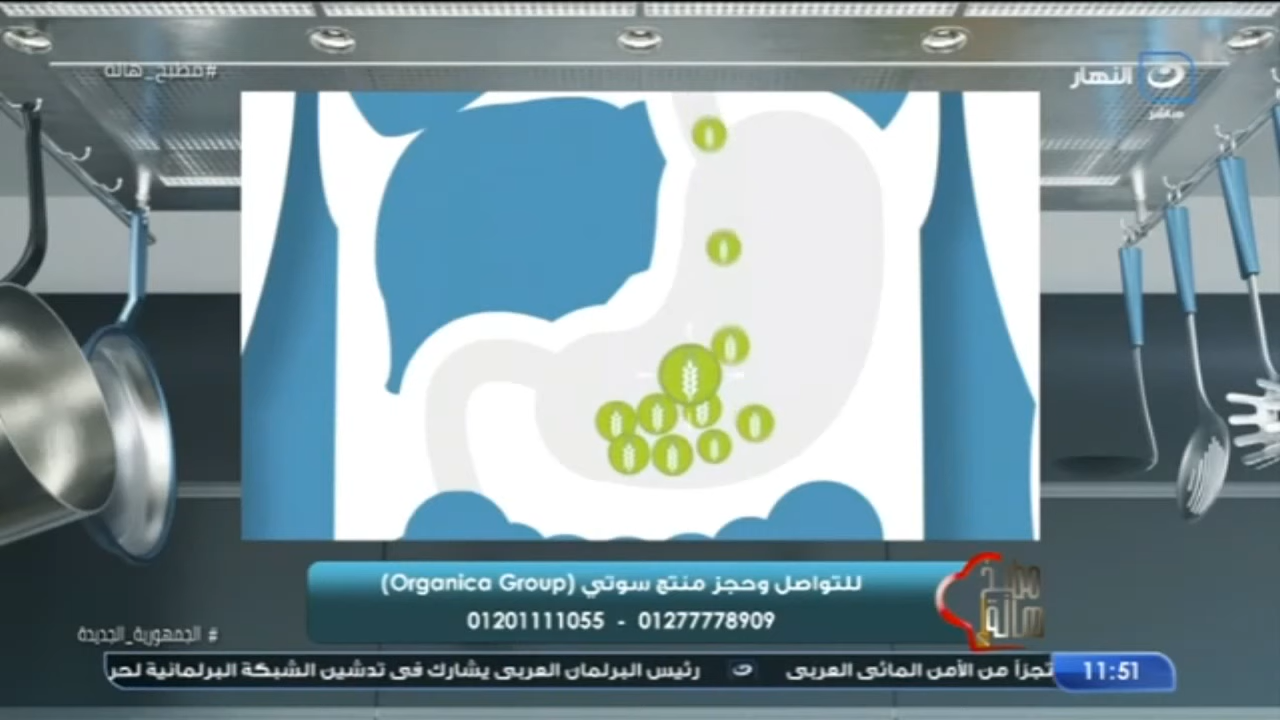 #مطبخ_هالة
النهار
مباشر
للتواصل وحجز منتج سوتي (Organica Group)
01201111055 - 01277778909
مطبخ
هالة
# الجمهورية_الجديدة
تجزأ من الأمن المائى العربى رئيس البرلمان العربى يشارك فى تدشين الشبكة البرلمانية لحر
11:51